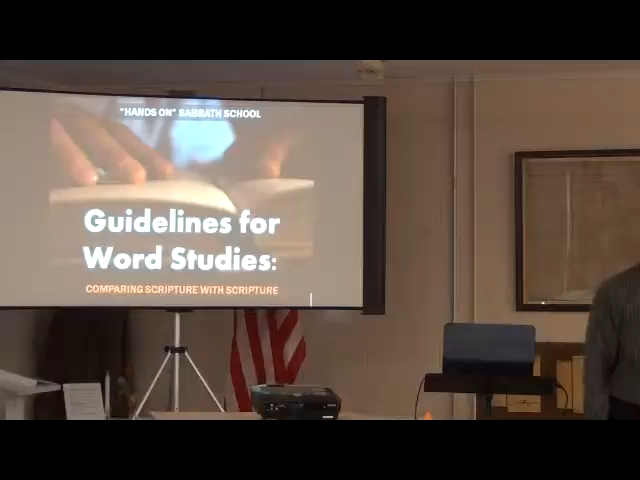 "HANDS ON" SABBATH SCHOOL
Guidelines for
Word Studies:
COMPARING SCRIPTURE WITH SCRIPTURE